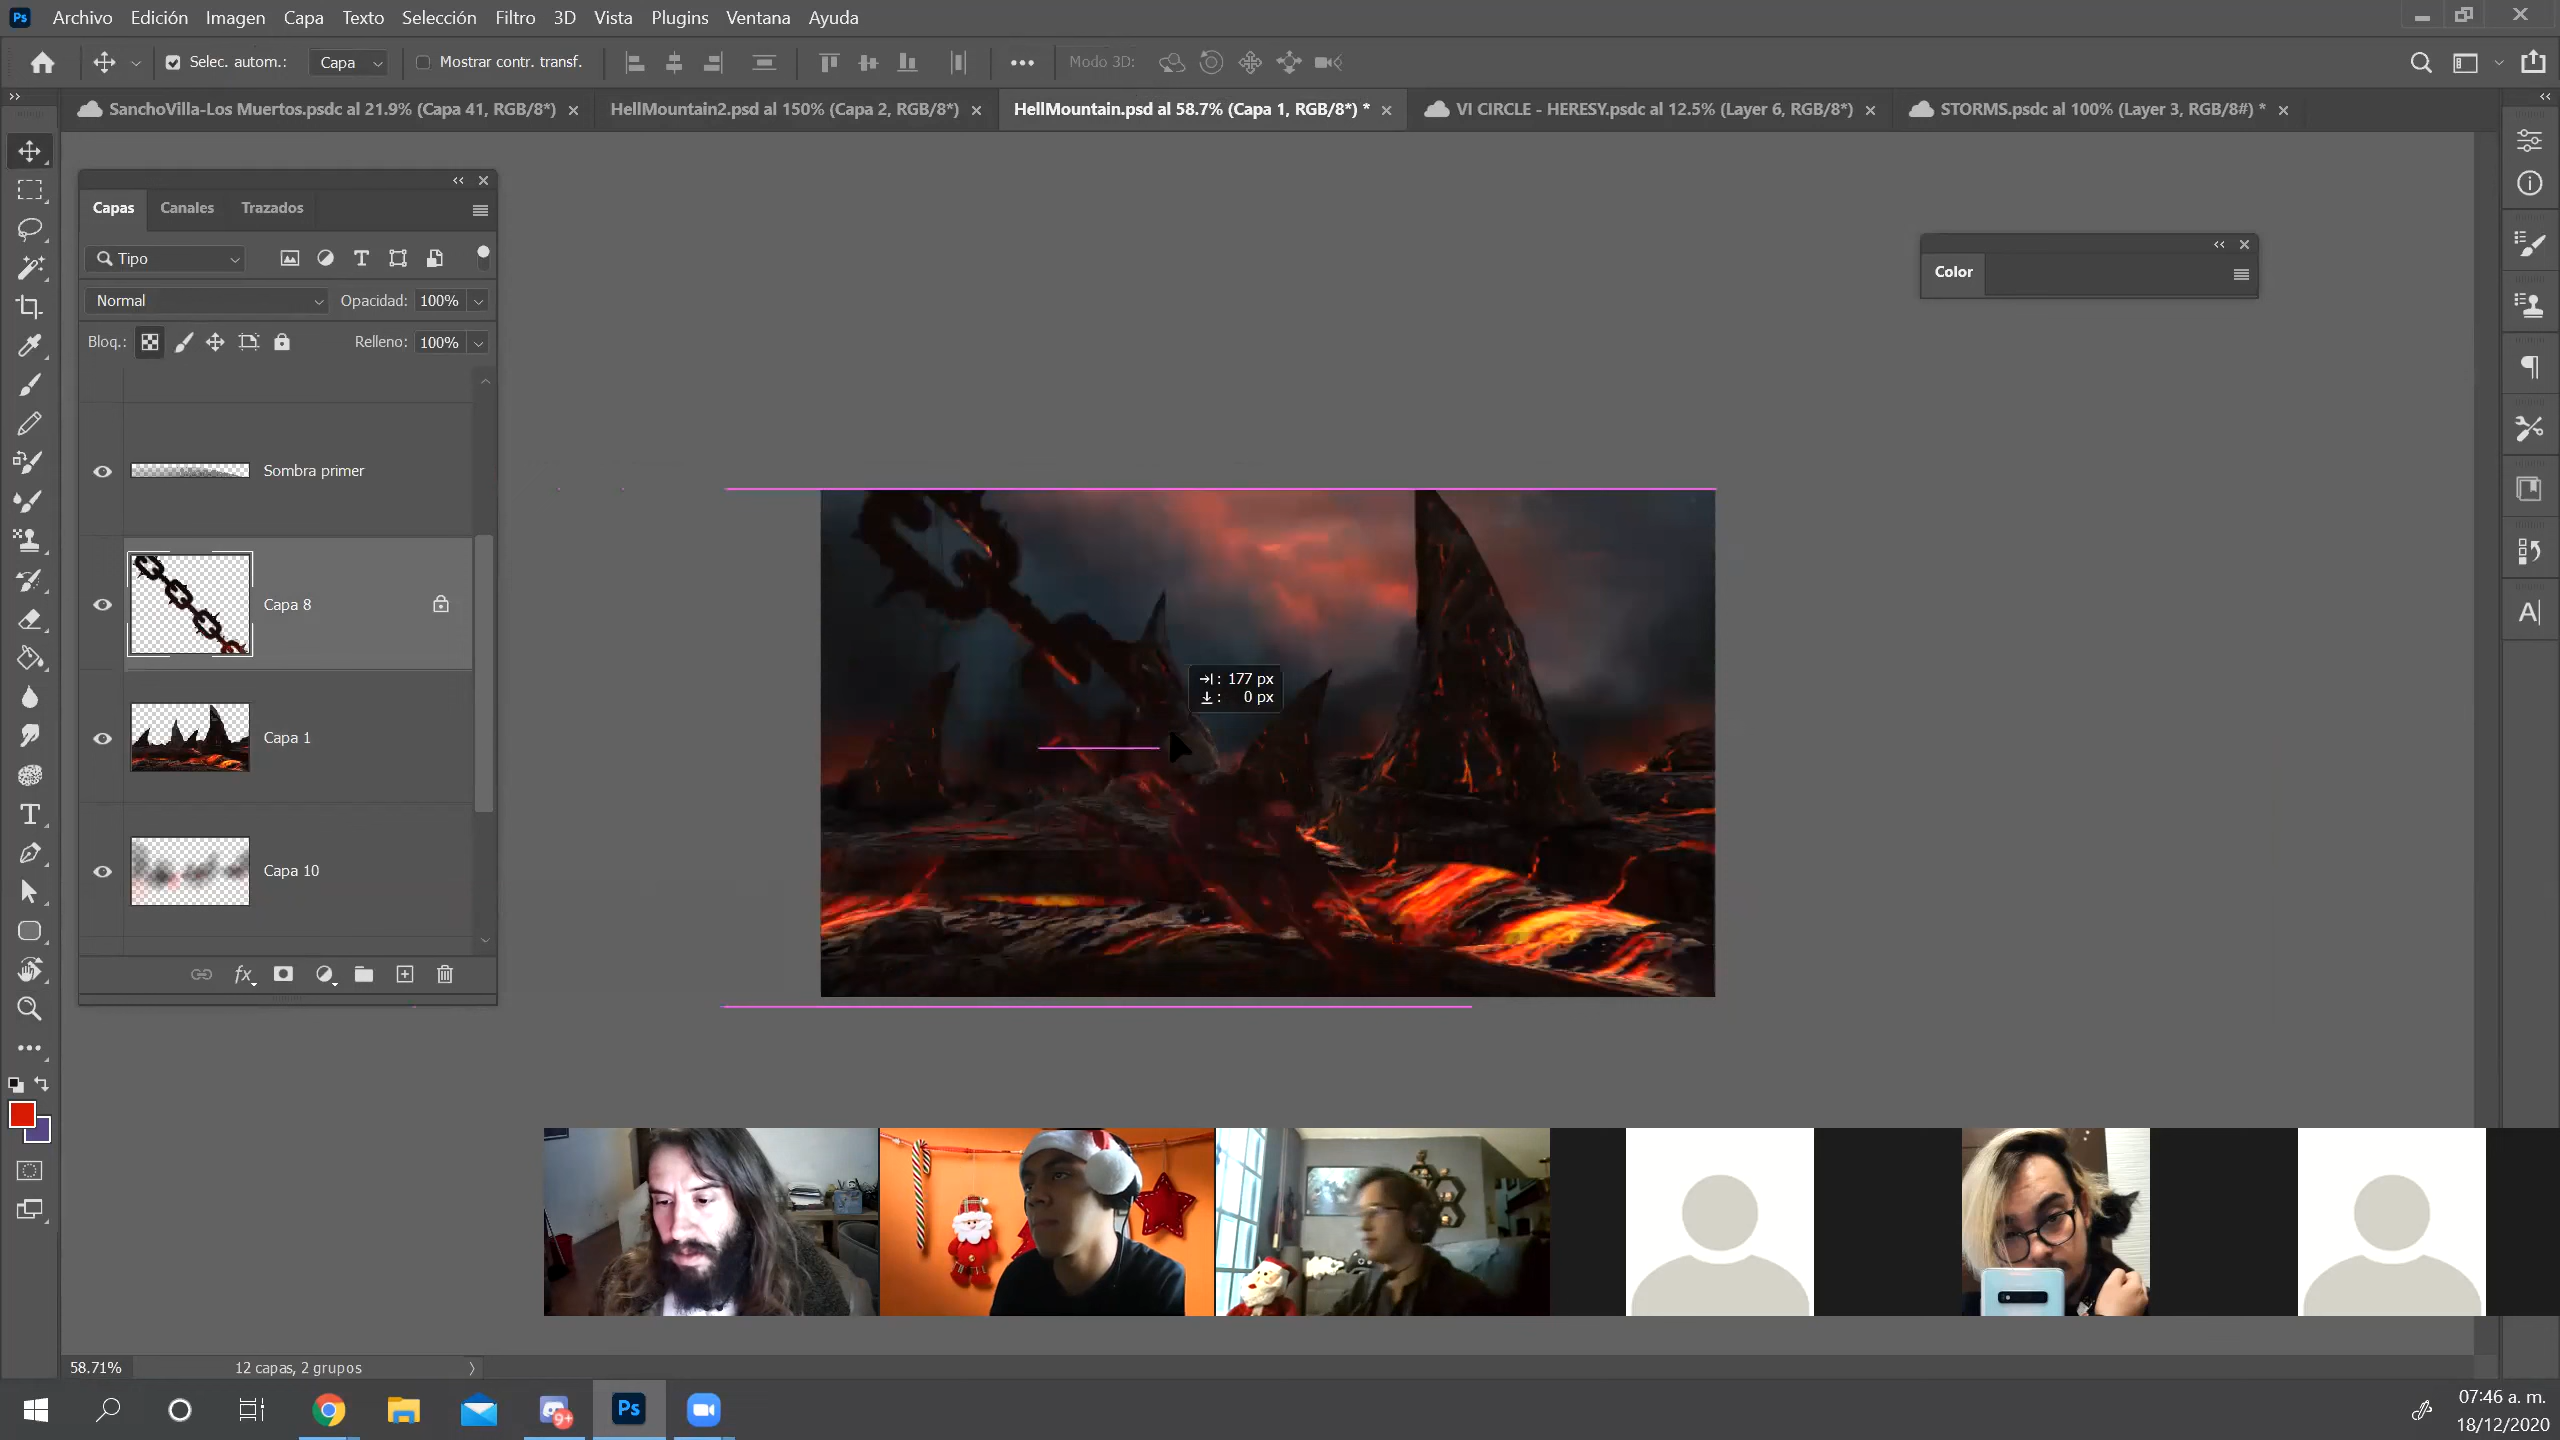 Ps Archivo Edición Imagen Capa Texto Selección Filtro 3D Vista Plugins Ventana Ayuda
Selec. autom.: Capa Mostrar contr. transf. Modo 3D:
SanchoVilla-Los Muertos.psdc al 21.9% (Capa 41, RGB/8*) HellMountain2.psd al 150% (Capa 2, RGB/8*) HellMountain.psd al 58.7% (Capa 1, RGB/8*) * VI CIRCLE - HERESY.psdc al 12.5% (Layer 6, RGB/8*) STORMS.psdc al 100% (Layer 3, RGB/8#) *
Capas Canales Trazados
Tipo
Normal Opacidad: 100%
Bloq.: Relleno: 100%
Sombra primer
Capa 8
Capa 1
Capa 10
fx
Color
177 px
0 px
58.71% 12 capas, 2 grupos
9+
Ps
07:46 a. m.
18/12/2020